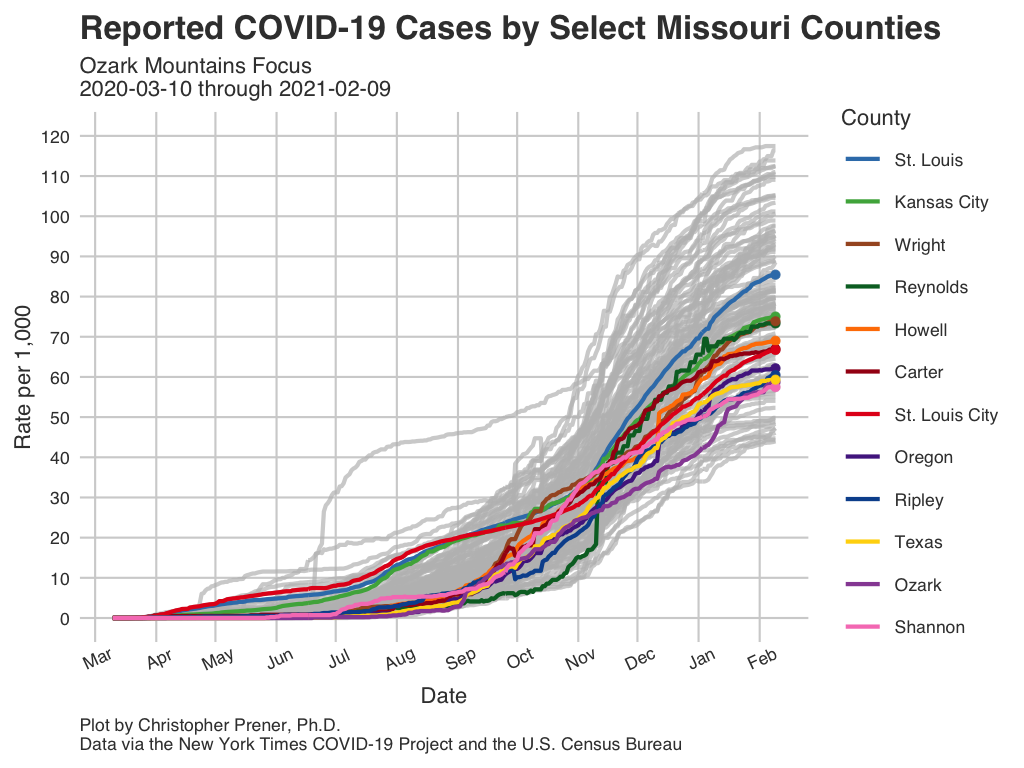 Reported COVID-19 Cases by Select Missouri Counties
Ozark Mountains Focus
2020-03-10 through 2021-02-09
County
St. Louis
Kansas City
Wright
Reynolds
Howell
Carter
St. Louis City
Oregon
Ripley
Texas
Ozark
Shannon
Rate per 1,000
120
110
100
90
80
70
60
50
40
30
20
10
0
Mar Apr May Jun Jul Aug Sep Oct Nov Dec Jan Feb
Date
Plot by Christopher Prener, Ph.D.
Data via the New York Times COVID-19 Project and the U.S. Census Bureau